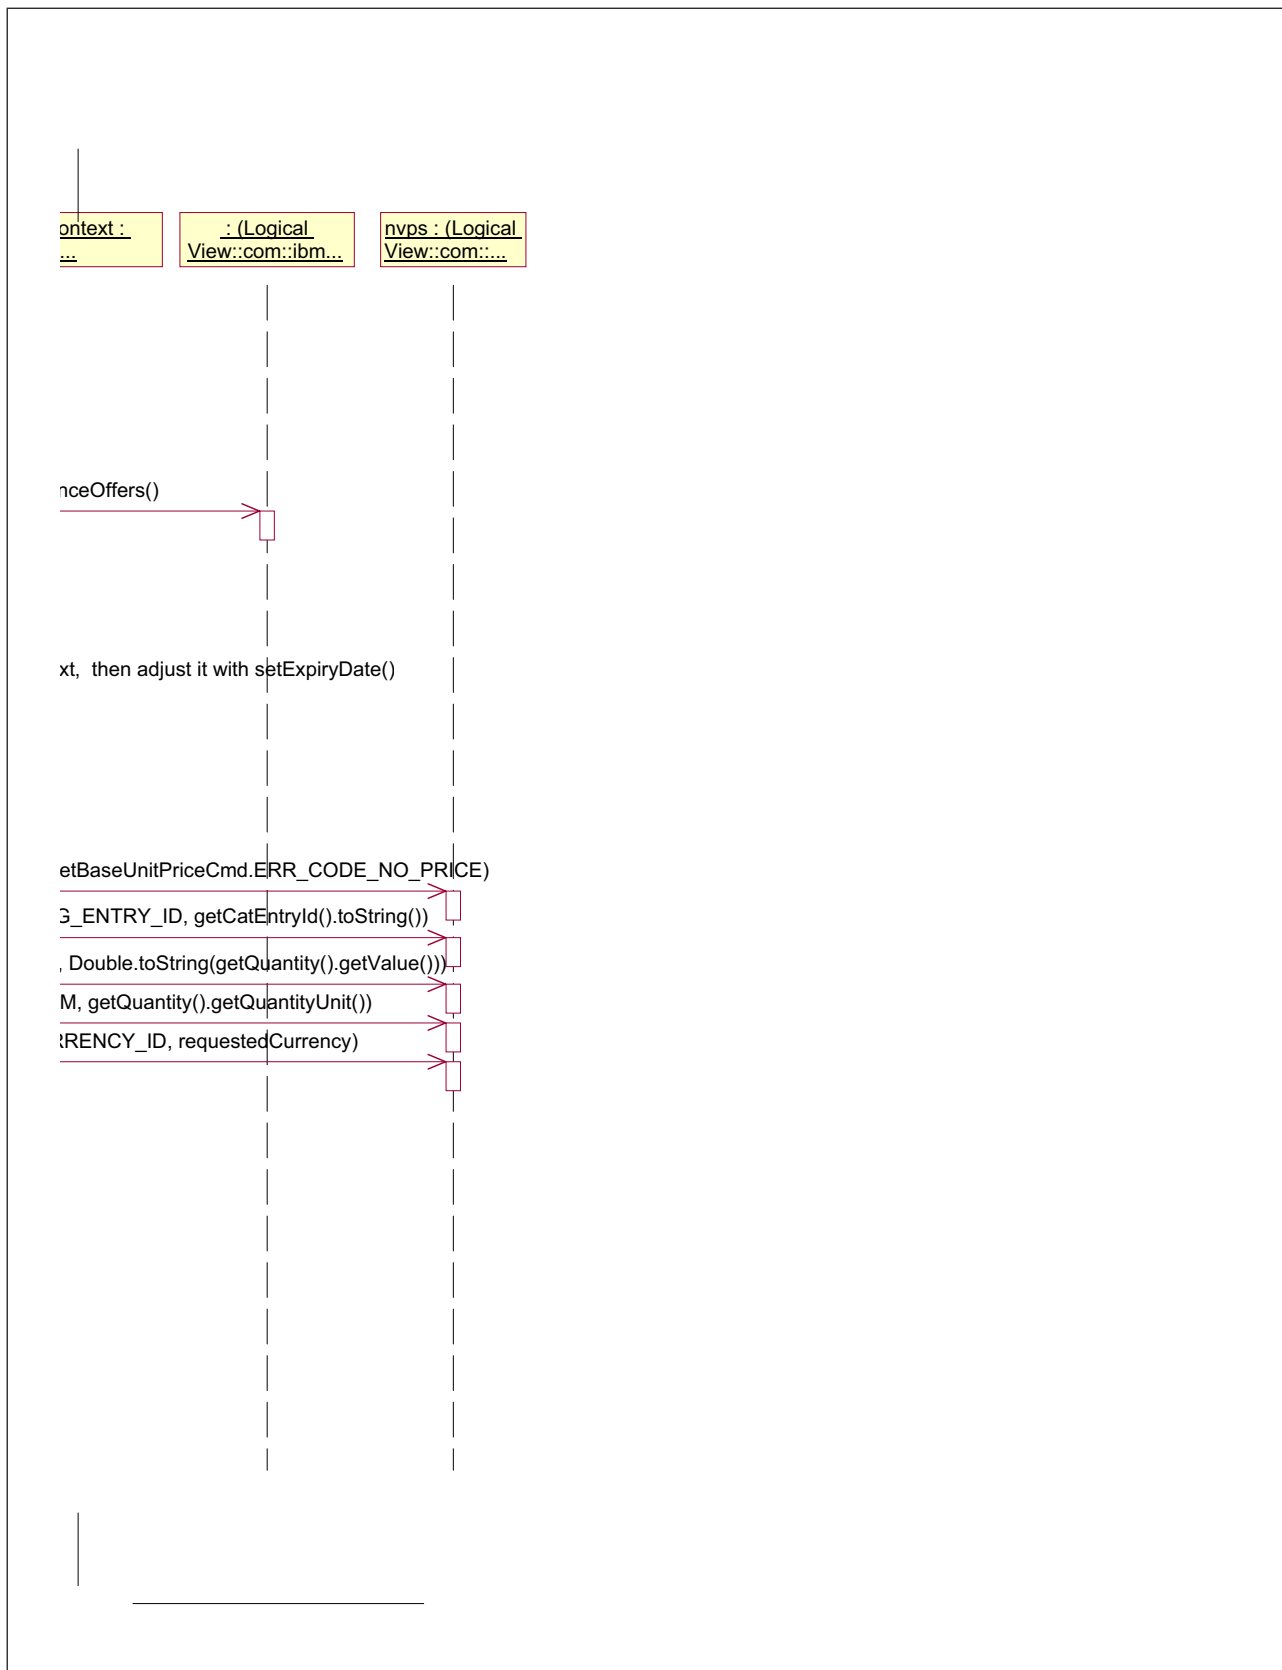 ontext :
...
: (Logical
View::com::ibm...
nvps : (Logical
View::com::...
nceOffers()
xt,  then adjust it with setExpiryDate()
etBaseUnitPriceCmd.ERR_CODE_NO_PRICE)
G_ENTRY_ID, getCatEntryId().toString())
, Double.toString(getQuantity().getValue()))
M, getQuantity().getQuantityUnit())
RRENCY_ID, requestedCurrency)